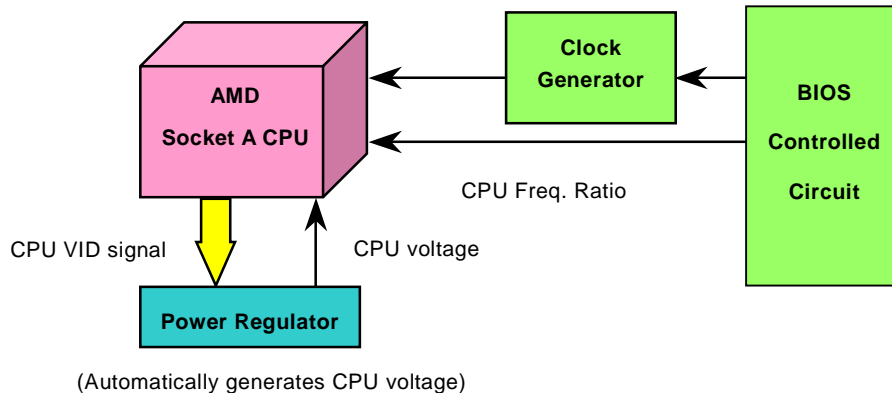 Clock
Generator
AMD
Socket A CPU
BIOS
Controlled
Circuit
CPU Freq. Ratio
CPU VID signal
CPU voltage
Power Regulator
(Automatically generates CPU voltage)